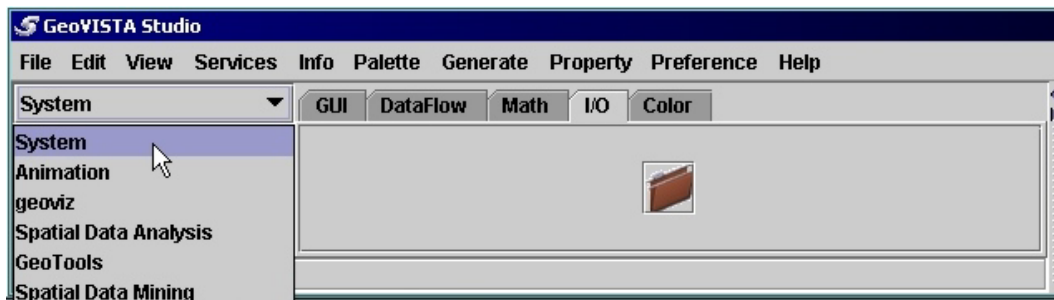 GeoVISTA Studio
File Edit View Services Info Palette Generate Property Preference Help
System GUI DataFlow Math I/O Color
System
Animation
geoviz
Spatial Data Analysis
GeoTools
Spatial Data Mining